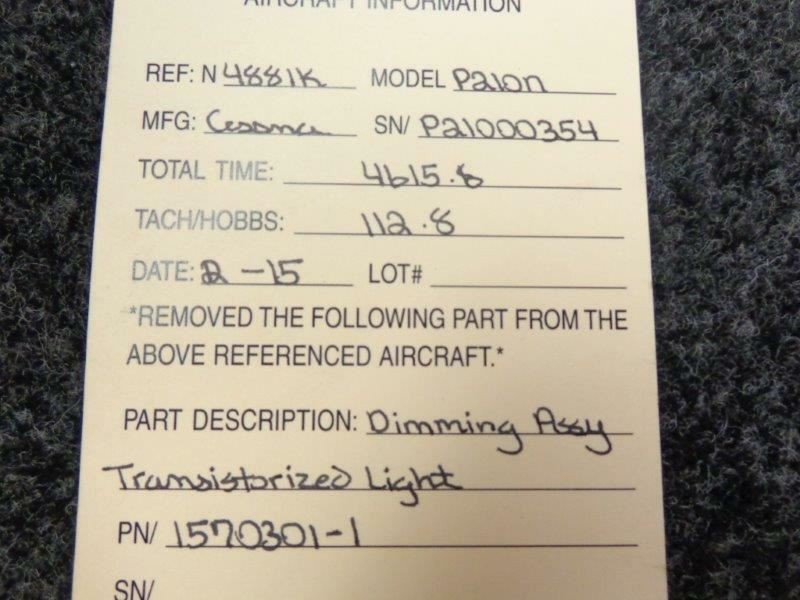 AIRCRAFT INFORMATION
REF: N 4881K MODEL P210N
MFG: Cessna SN/ P21000354
TOTAL TIME: 4615.8
TACH/HOBBS: 112.8
DATE: 2-15 LOT#
*REMOVED THE FOLLOWING PART FROM THE
ABOVE REFERENCED AIRCRAFT.*
PART DESCRIPTION: Dimming Assy
Transistorized Light
PN/ 1570301-1
SN/